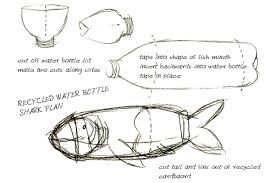 cut off water bottle lid
make two cuts along sides
tape into shape of fish mouth
insert backwards into water bottle
tape in place
RECYCLED WATER BOTTLE
SHARK PLAN
cut tail and fins out of recycled
cardboard